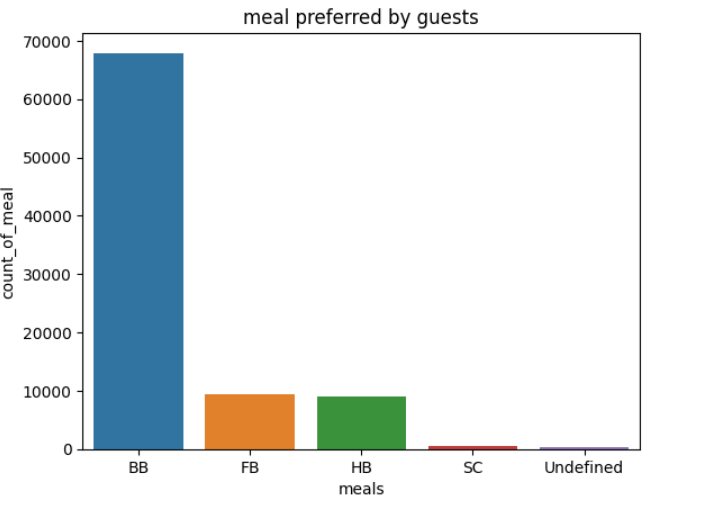 meal preferred by guests
70000
60000
50000
40000
30000
20000
10000
0
count_of_meal
BB FB HB SC Undefined
meals